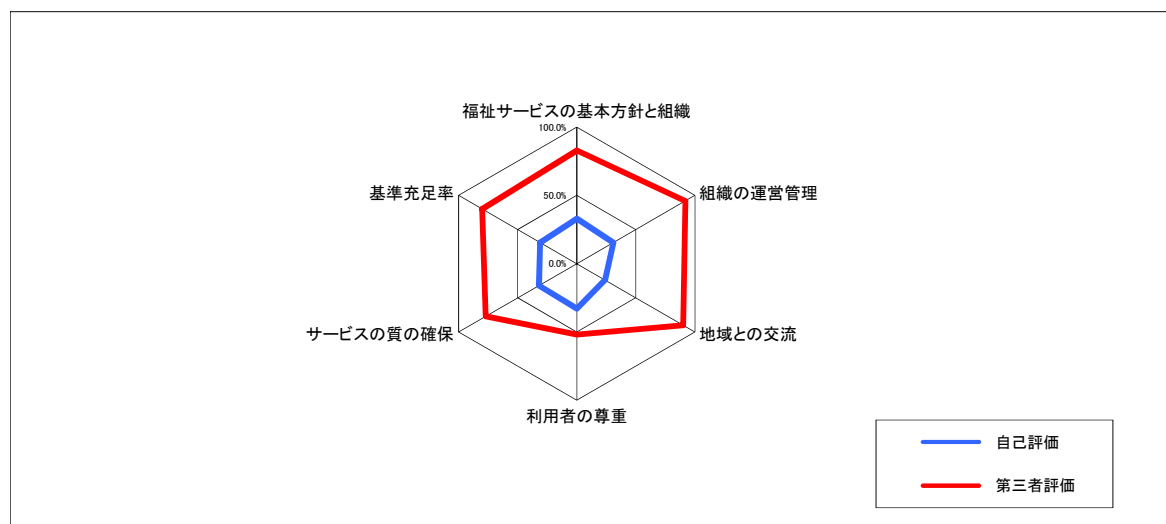 福祉サービスの基本方針と組織
100.0%
基準充足率
50.0%
組織の運営管理
0.0%
サービスの質の確保
地域との交流
利用者の尊重
自己評価
第三者評価